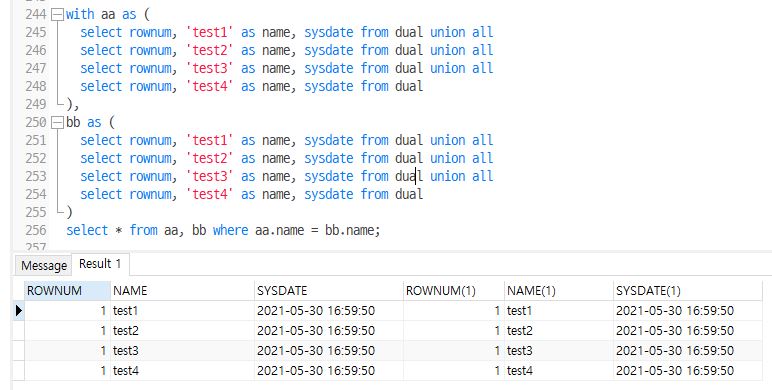 244 with aa as (
245 select rownum, 'test1' as name, sysdate from dual union all
246 select rownum, 'test2' as name, sysdate from dual union all
247 select rownum, 'test3' as name, sysdate from dual union all
248 select rownum, 'test4' as name, sysdate from dual
249 ),
250 bb as (
251 select rownum, 'test1' as name, sysdate from dual union all
252 select rownum, 'test2' as name, sysdate from dual union all
253 select rownum, 'test3' as name, sysdate from dual union all
254 select rownum, 'test4' as name, sysdate from dual
255 )
256 select * from aa, bb where aa.name = bb.name;
257
Message Result 1
ROWNUM NAME SYSDATE ROWNUM(1) NAME(1) SYSDATE(1)
1 test1 2021-05-30 16:59:50 1 test1 2021-05-30 16:59:50
1 test2 2021-05-30 16:59:50 1 test2 2021-05-30 16:59:50
1 test3 2021-05-30 16:59:50 1 test3 2021-05-30 16:59:50
1 test4 2021-05-30 16:59:50 1 test4 2021-05-30 16:59:50